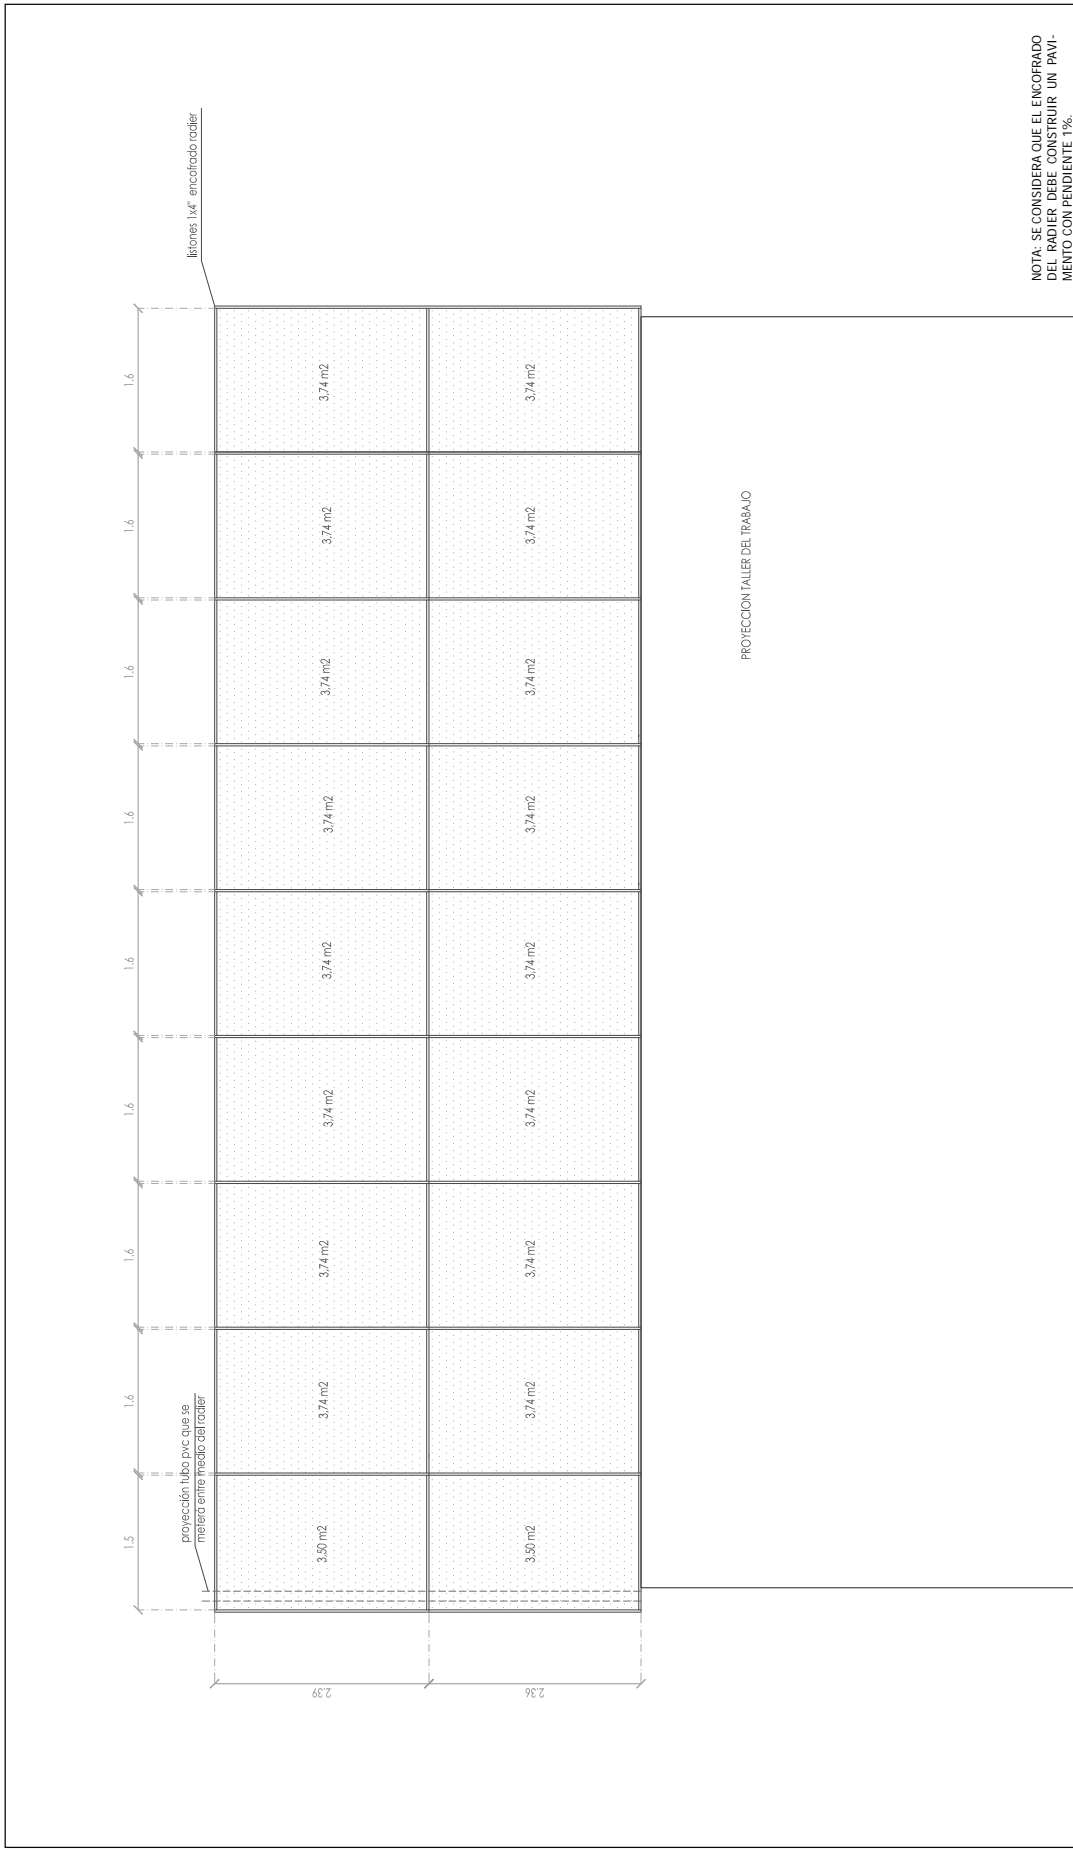 1.5
1.6
1.6
1.6
1.6
1.6
1.6
1.6
1.6
proyección tubo pvc que se
meterá entre medio del radier
listones 1x4" encofrado radier
2.39
3,50 m2
3,74 m2
3,74 m2
3,74 m2
3,74 m2
3,74 m2
3,74 m2
3,74 m2
3,74 m2
2.36
3,50 m2
3,74 m2
3,74 m2
3,74 m2
3,74 m2
3,74 m2
3,74 m2
3,74 m2
3,74 m2
PROYECCION TALLER DEL TRABAJO
NOTA: SE CONSIDERA QUE EL ENCOFRADO
DEL RADIER DEBE CONSTRUIR UN PAVI-
MENTO CON PENDIENTE 1%.